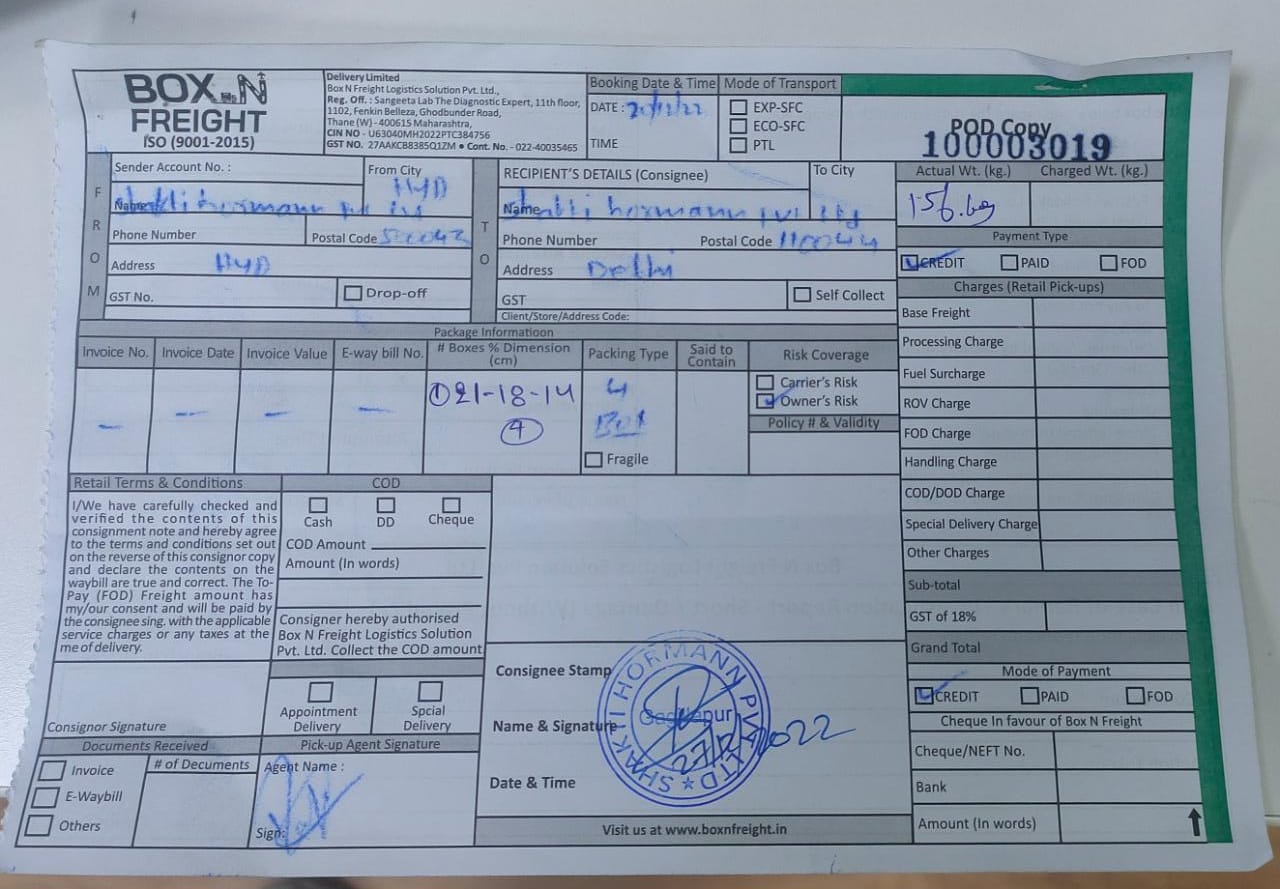 BOX N FREIGHT
ISO (9001-2015)
Delivery Limited
Box N Freight Logistics Solution Pvt. Ltd.,
Reg. Off. : Sangeeta Lab The Diagnostic Expert, 11th floor,
1102, Fenkin Belleza, Ghodbunder Road,
Thane (W) - 400615 Maharashtra,
CIN NO - U63040MH2022PTC384756
GST NO. 27AAKCB8385Q1ZM • Cont. No. - 022-40035465
Booking Date & Time
DATE : 20/12/22
TIME
Mode of Transport
EXP-SFC
ECO-SFC
PTL
POD Copy
100003019
FROM
Sender Account No. :
From City
HYD
Name Shakti hormann pvt ltd
Phone Number
Postal Code 500042
Address HYD
GST No.
Drop-off
TO
RECIPIENT'S DETAILS (Consignee)
To City
Name Shakti hormann pvt ltd
Phone Number
Postal Code 110044
Address Delhi
GST
Self Collect
Client/Store/Address Code:
Actual Wt. (kg.)
Charged Wt. (kg.)
156.kg
Payment Type
CREDIT
PAID
FOD
Charges (Retail Pick-ups)
Base Freight
Processing Charge
Fuel Surcharge
ROV Charge
FOD Charge
Handling Charge
COD/DOD Charge
Special Delivery Charge
Other Charges
Sub-total
GST of 18%
Grand Total
Mode of Payment
CREDIT
PAID
FOD
Cheque In favour of Box N Freight
Cheque/NEFT No.
Bank
Amount (In words)
Package Informatioon
Invoice No.
Invoice Date
Invoice Value
E-way bill No.
# Boxes % Dimension (cm)
Packing Type
Said to Contain
Risk Coverage
21-18-14
4
4
Box
Fragile
Carrier's Risk
Owner's Risk
Policy # & Validity
Retail Terms & Conditions
I/We have carefully checked and
verified the contents of this
consignment note and hereby agree
to the terms and conditions set out
on the reverse of this consignor copy
and declare the contents on the
waybill are true and correct. The To-
Pay (FOD) Freight amount has
my/our consent and will be paid by
the consignee sing. with the applicable
service charges or any taxes at the
me of delivery.
Consignor Signature
COD
Cash
DD
Cheque
COD Amount
Amount (In words)
Consigner hereby authorised
Box N Freight Logistics Solution
Pvt. Ltd. Collect the COD amount
Appointment Delivery
Spcial Delivery
Documents Received
Invoice
E-Waybill
Others
# of Decuments
Pick-up Agent Signature
Agent Name :
Sign:
Consignee Stamp
Name & Signature
Date & Time
SHAKTI HORMANN PVT LTD
2022
Visit us at www.boxnfreight.in